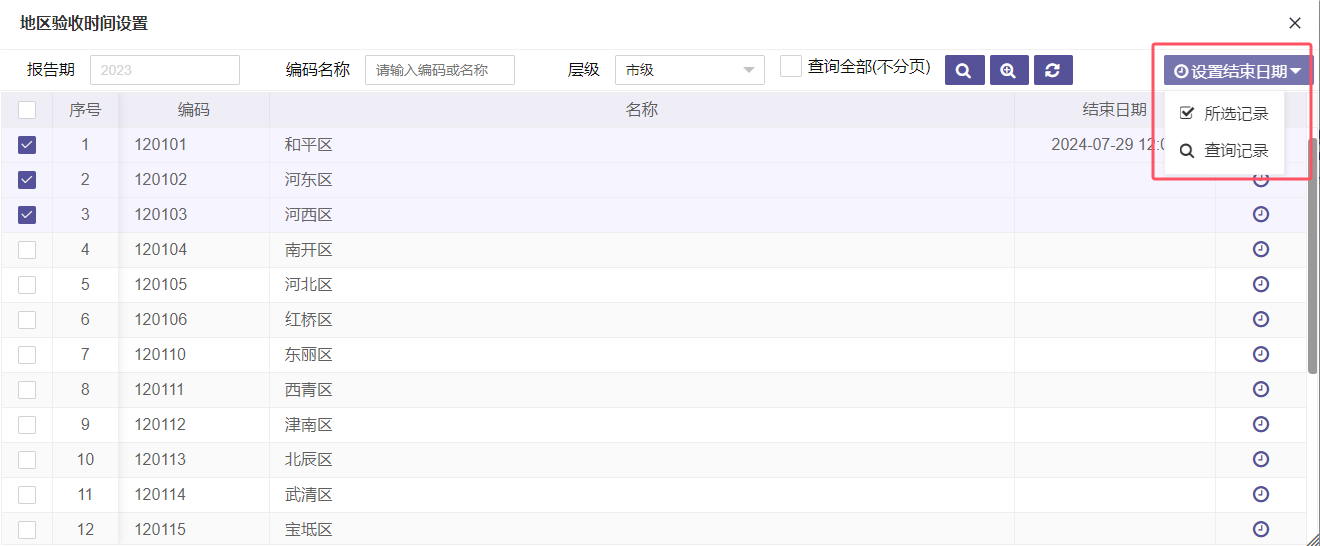 地区验收时间设置
报告期 2023 编码名称 请输入编码或名称 层级 市级 查询全部(不分页) 设置结束日期
所选记录
查询记录
序号 编码 名称 结束日期
1 120101 和平区 2024-07-29 12:0
2 120102 河东区
3 120103 河西区
4 120104 南开区
5 120105 河北区
6 120106 红桥区
7 120110 东丽区
8 120111 西青区
9 120112 津南区
10 120113 北辰区
11 120114 武清区
12 120115 宝坻区